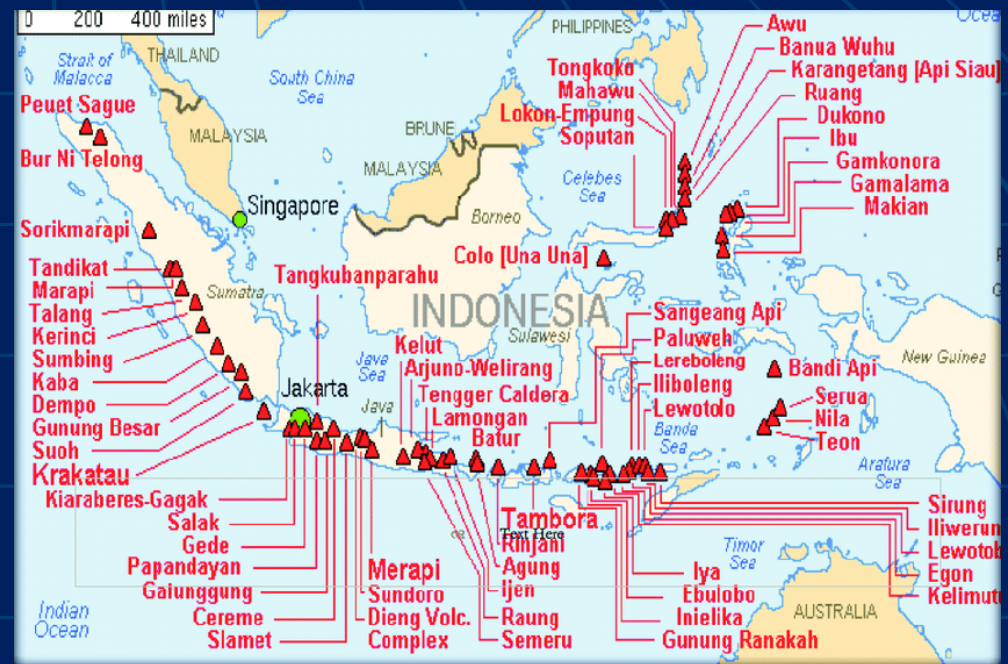 0 200 400 miles
PHILIPPINES
Ocea
Strait of
Malacca
THAILAND
South China
Sea
Awu
Banua Wuhu
Karangetang [Api Siau]
Ruang
Dukono
Ibu
Gamkonora
Gamalama
Makian
Tongkoko
Mahawu
Lokon-Empung
Soputan
Peuet Sague
Bur Ni Telong
MALAYSIA
BRUNE
MALAYSIA
Celebes
Sea
Singapore
Borneo
Sorikmarapi
Colo [Una Una]
Tandikat
Marapi
Talang
Kerinci
Sumbing
Kaba
Dempo
Gunung Besar
Suoh
Krakatau
Tangkubanparahu
Sumatra
INDONESIA
Sulawesi
Sangeang Api
Paluweh
Lereboleng
Iliboleng
Lewotolo
New Guinea
Bandi Api
Serua
Nila
Teon
Java
Sea
Kelut
Arjuno-Welirang
Tengger Caldera
Lamongan
Batur
Jakarta
Java
Banda
Sea
Arafura
Sea
Kiaraberes-Gagak
Salak
Gede
Papandayan
Gaiunggung
Cereme
Slamet
Merapi
Sundoro
Dieng Volc.
Complex
Tambora
Text Here
Rinjani
Agung
Ijen
Raung
Semeru
Sirung
Iliwerun
Lewotob
Egon
Kelimutu
Iya
Ebulobo
Inielika
Gunung Ranakah
Timor
Sea
AUSTRALIA
Indian
Ocean